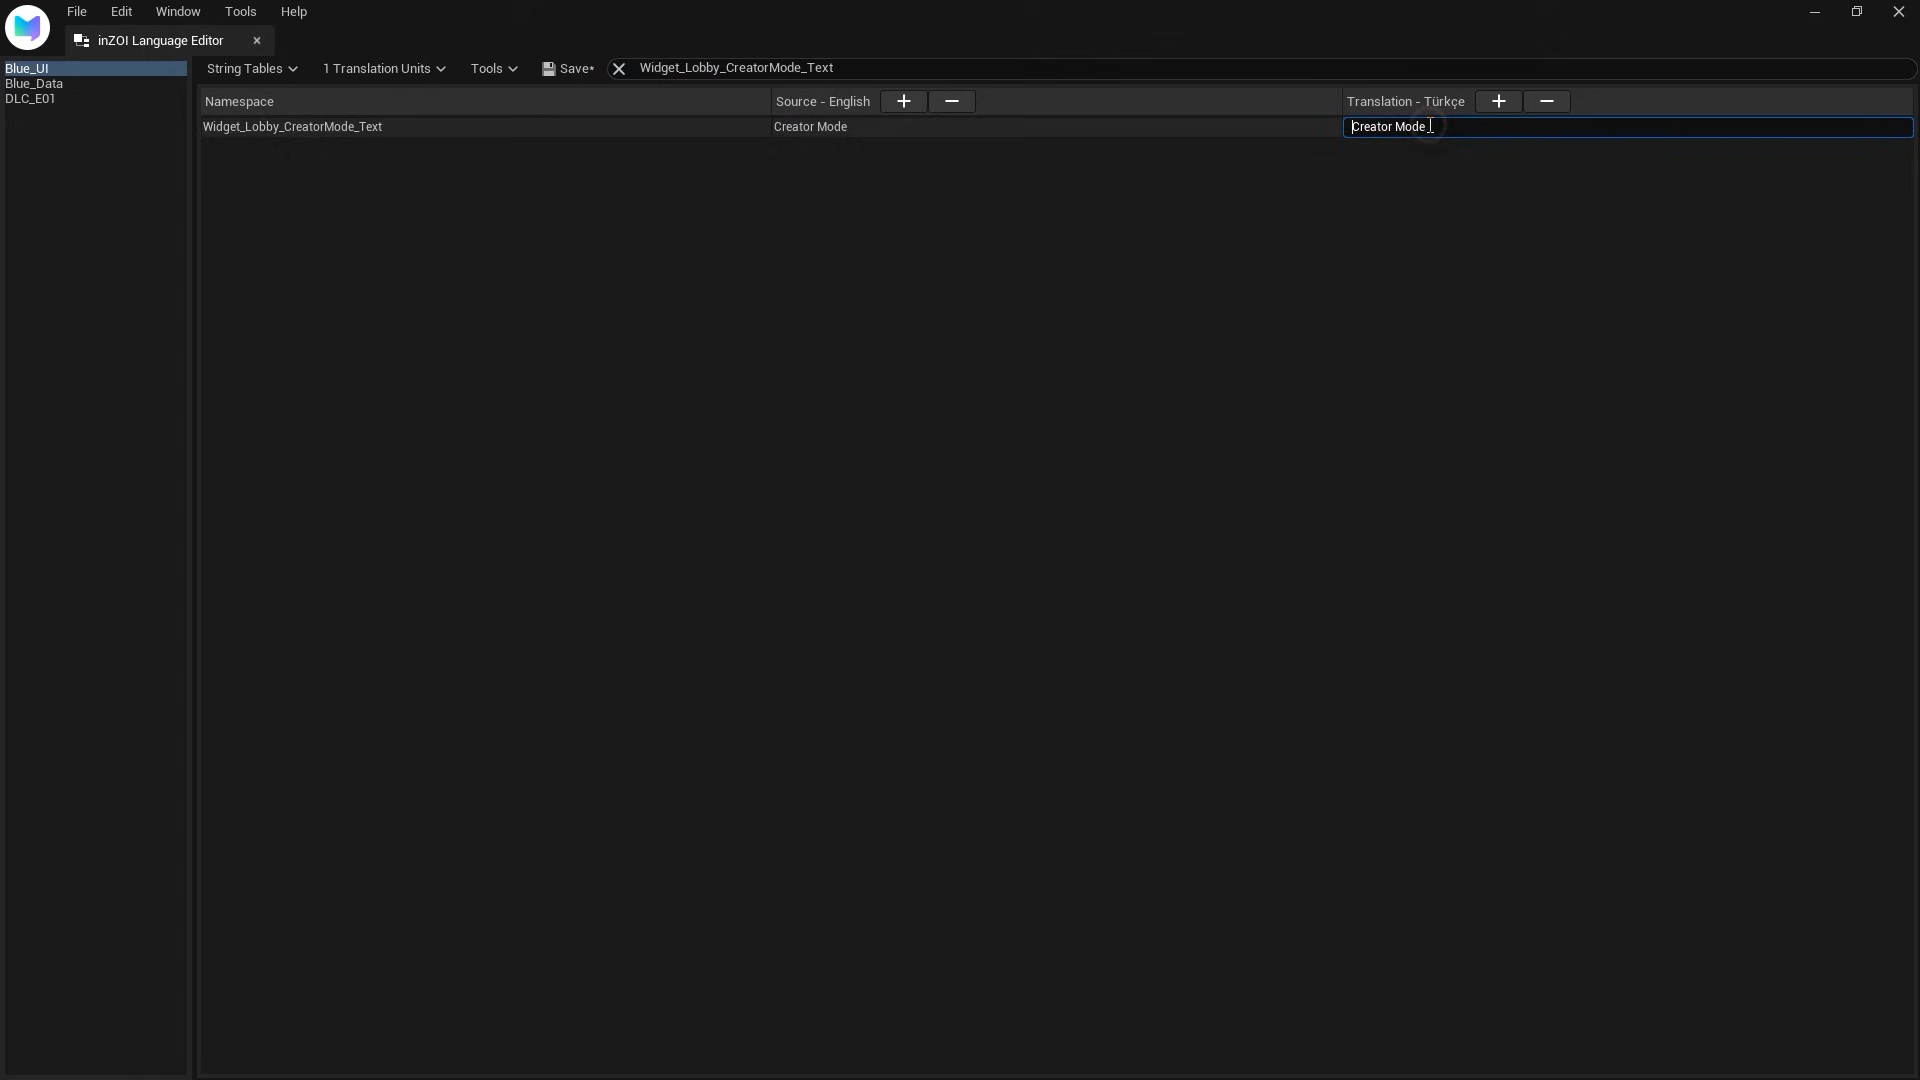 File Edit Window Tools Help
inZOI Language Editor
Blue_UI
Blue_Data
DLC_E01
String Tables 1 Translation Units Tools Save* Widget_Lobby_CreatorMode_Text
Namespace Source - English Translation - Türkçe
Widget_Lobby_CreatorMode_Text Creator Mode Creator Mode